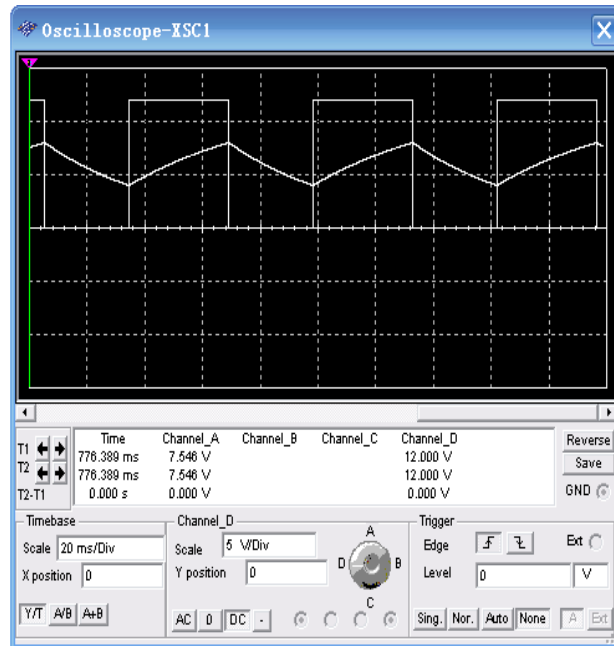 Oscilloscope-XSC1
Time Channel_A Channel_B Channel_C Channel_D
T1 776.389 ms 7.546 V 12.000 V
T2 776.389 ms 7.546 V 12.000 V
T2-T1 0.000 s 0.000 V 0.000 V
Reverse
Save
GND
Timebase
Scale 20 ms/Div
X position 0
Y/T A/B A+B
Channel_D
Scale 5 V/Div
Y position 0
AC 0 DC -
A
D B
C
Trigger
Edge Ext
Level 0 V
Sing. Nor. Auto None A Ext